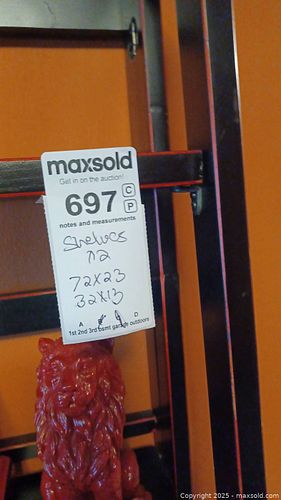 maxsold
Get in on the auction!
697 C
P
notes and measurements
Shelves
72X23
32X13
A D
1st 2nd 3rd bsmt garage outdoors
Copyright 2025 - maxsold.com